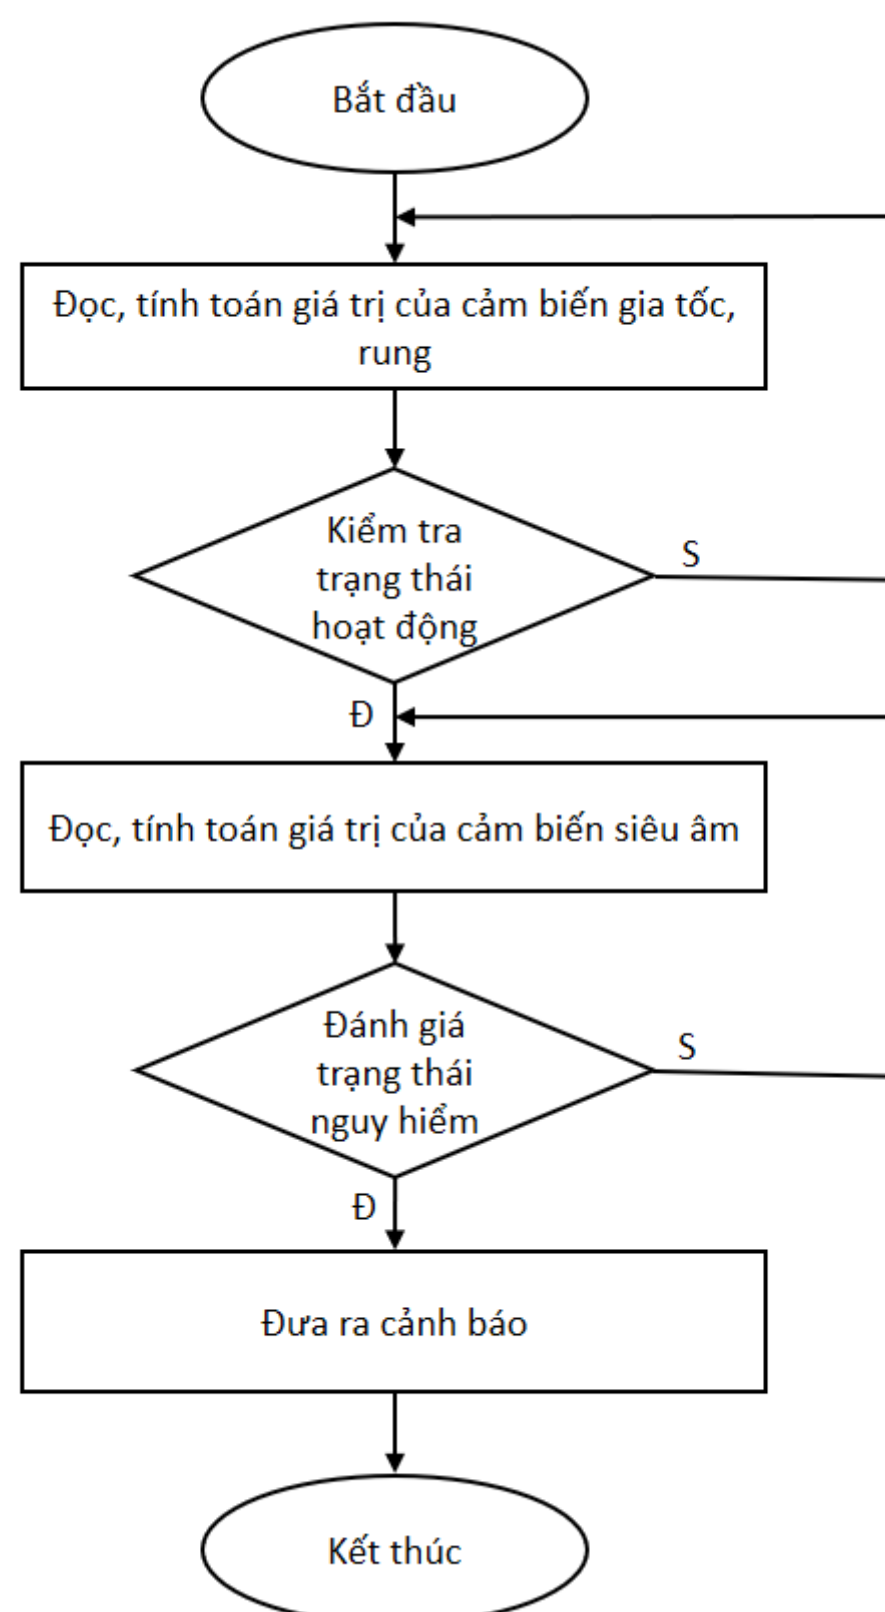 Bắt đầu
Đọc, tính toán giá trị của cảm biến gia tốc,
rung
Kiểm tra
trạng thái
hoạt động
S
Đ
Đọc, tính toán giá trị của cảm biến siêu âm
Đánh giá
trạng thái
nguy hiểm
S
Đ
Đưa ra cảnh báo
Kết thúc